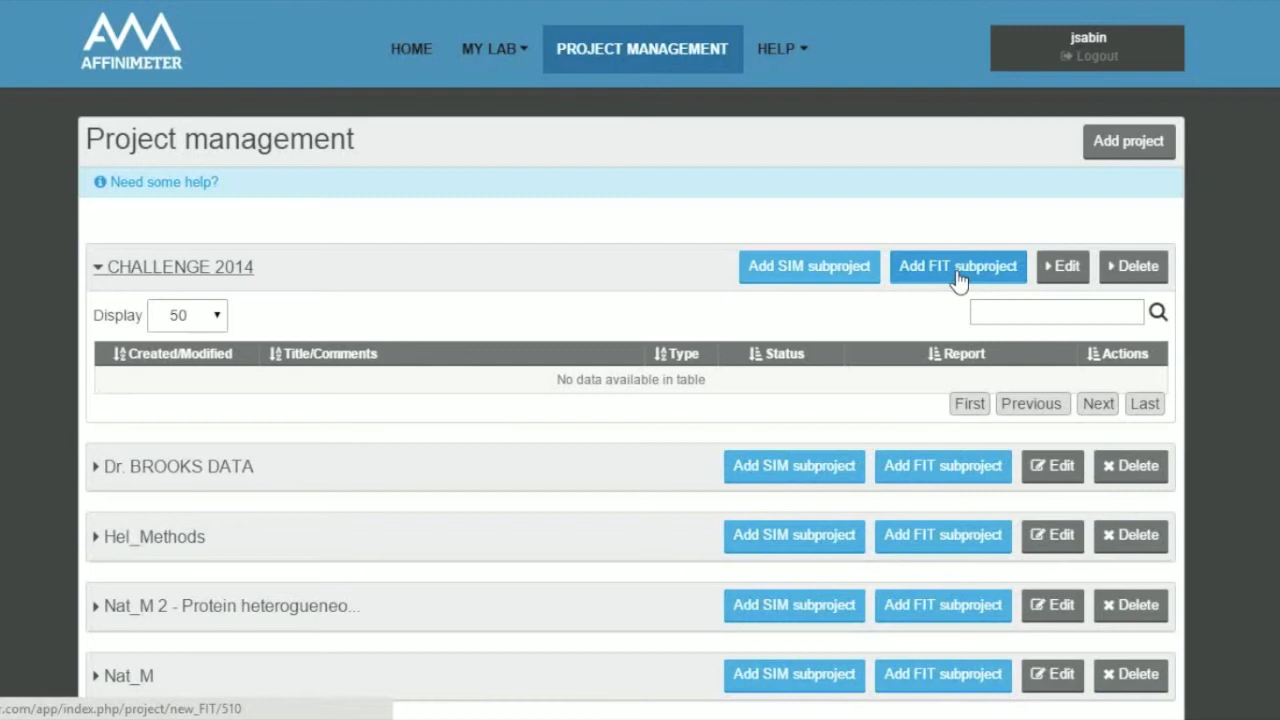 AFFINIMETER
HOME MY LAB PROJECT MANAGEMENT HELP
jsabin
Logout
Project management
Add project
Need some help?
CHALLENGE 2014 Add SIM subproject Add FIT subproject Edit Delete
Display 50
Created/Modified Title/Comments Type Status Report Actions
No data available in table
First Previous Next Last
Dr. BROOKS DATA Add SIM subproject Add FIT subproject Edit Delete
Hel_Methods Add SIM subproject Add FIT subproject Edit Delete
Nat_M 2 - Protein heterogueneo... Add SIM subproject Add FIT subproject Edit Delete
Nat_M Add SIM subproject Add FIT subproject Edit Delete
r.com/app/index.php/project/new_FIT/510